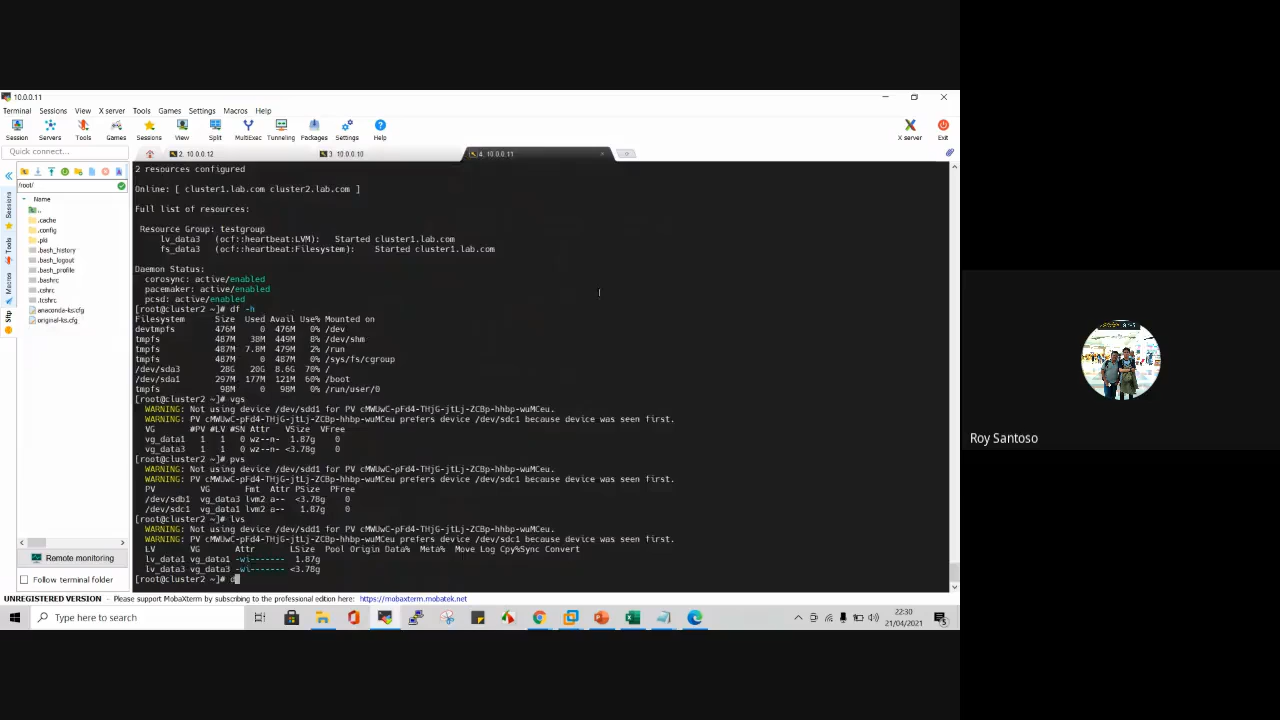 10.0.0.11
Terminal Sessions View X server Tools Games Settings Macros Help
Session Servers Tools Games Sessions View Split MultiExec Tunneling Packages Settings Help X server Exit
Quick connect...
2. 10.0.0.12
3. 10.0.0.10
4. 10.0.0.11
/root/
Name
..
.cache
.config
.pki
.bash_history
.bash_logout
.bash_profile
.bashrc
.cshrc
.tcshrc
anaconda-ks.cfg
original-ks.cfg
Sessions
Tools
Macros
Sftp
Remote monitoring
Follow terminal folder
2 resources configured
Online: [ cluster1.lab.com cluster2.lab.com ]
Full list of resources:
Resource Group: testgroup
lv_data3 (ocf::heartbeat:LVM): Started cluster1.lab.com
fs_data3 (ocf::heartbeat:Filesystem): Started cluster1.lab.com
Daemon Status:
corosync: active/enabled
pacemaker: active/enabled
pcsd: active/enabled
[root@cluster2 ~]# df -h
Filesystem Size Used Avail Use% Mounted on
devtmpfs 476M 0 476M 0% /dev
tmpfs 487M 38M 449M 8% /dev/shm
tmpfs 487M 7.8M 479M 2% /run
tmpfs 487M 0 487M 0% /sys/fs/cgroup
/dev/sda3 28G 20G 8.6G 70% /
/dev/sda1 297M 177M 121M 60% /boot
tmpfs 98M 0 98M 0% /run/user/0
[root@cluster2 ~]# vgs
WARNING: Not using device /dev/sdd1 for PV cMWUwC-pFd4-THjG-jtLj-ZCBp-hhbp-wuMCeu.
WARNING: PV cMWUwC-pFd4-THjG-jtLj-ZCBp-hhbp-wuMCeu prefers device /dev/sdc1 because device was seen first.
VG #PV #LV #SN Attr VSize VFree
vg_data1 1 1 0 wz--n- 1.87g 0
vg_data3 1 1 0 wz--n- <3.78g 0
[root@cluster2 ~]# pvs
WARNING: Not using device /dev/sdd1 for PV cMWUwC-pFd4-THjG-jtLj-ZCBp-hhbp-wuMCeu.
WARNING: PV cMWUwC-pFd4-THjG-jtLj-ZCBp-hhbp-wuMCeu prefers device /dev/sdc1 because device was seen first.
PV VG Fmt Attr PSize PFree
/dev/sdb1 vg_data3 lvm2 a-- <3.78g 0
/dev/sdc1 vg_data1 lvm2 a-- 1.87g 0
[root@cluster2 ~]# lvs
WARNING: Not using device /dev/sdd1 for PV cMWUwC-pFd4-THjG-jtLj-ZCBp-hhbp-wuMCeu.
WARNING: PV cMWUwC-pFd4-THjG-jtLj-ZCBp-hhbp-wuMCeu prefers device /dev/sdc1 because device was seen first.
LV VG Attr LSize Pool Origin Data% Meta% Move Log Cpy%Sync Convert
lv_data1 vg_data1 -wi------- 1.87g
lv_data3 vg_data3 -wi------- <3.78g
[root@cluster2 ~]# d
UNREGISTERED VERSION - Please support MobaXterm by subscribing to the professional edition here: https://mobaxterm.mobatek.net
Type here to search
22:30
21/04/2021
5
Roy Santoso